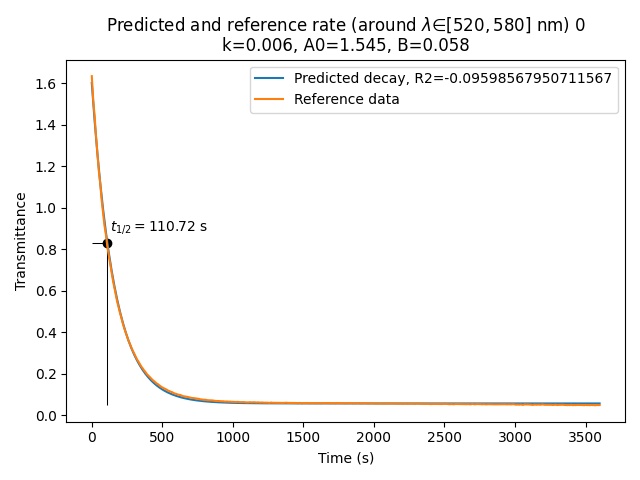 Predicted and reference rate (around λ∈[520, 580] nm) 0
k=0.006, A0=1.545, B=0.058
Predicted decay, R2=-0.09598567950711567
Reference data
1.6
1.4
1.2
1.0
0.8
0.6
0.4
0.2
0.0
Transmittance
t1/2 = 110.72 s
0 500 1000 1500 2000 2500 3000 3500
Time (s)